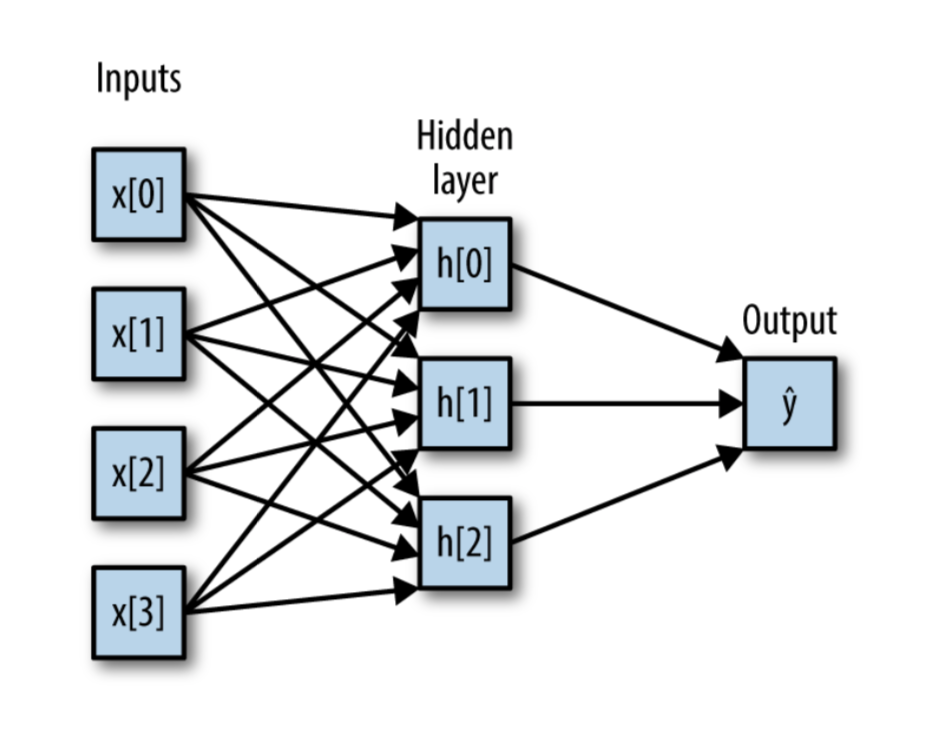 Inputs
x[0]
x[1]
x[2]
x[3]
Hidden
layer
h[0]
h[1]
h[2]
Output
ŷ